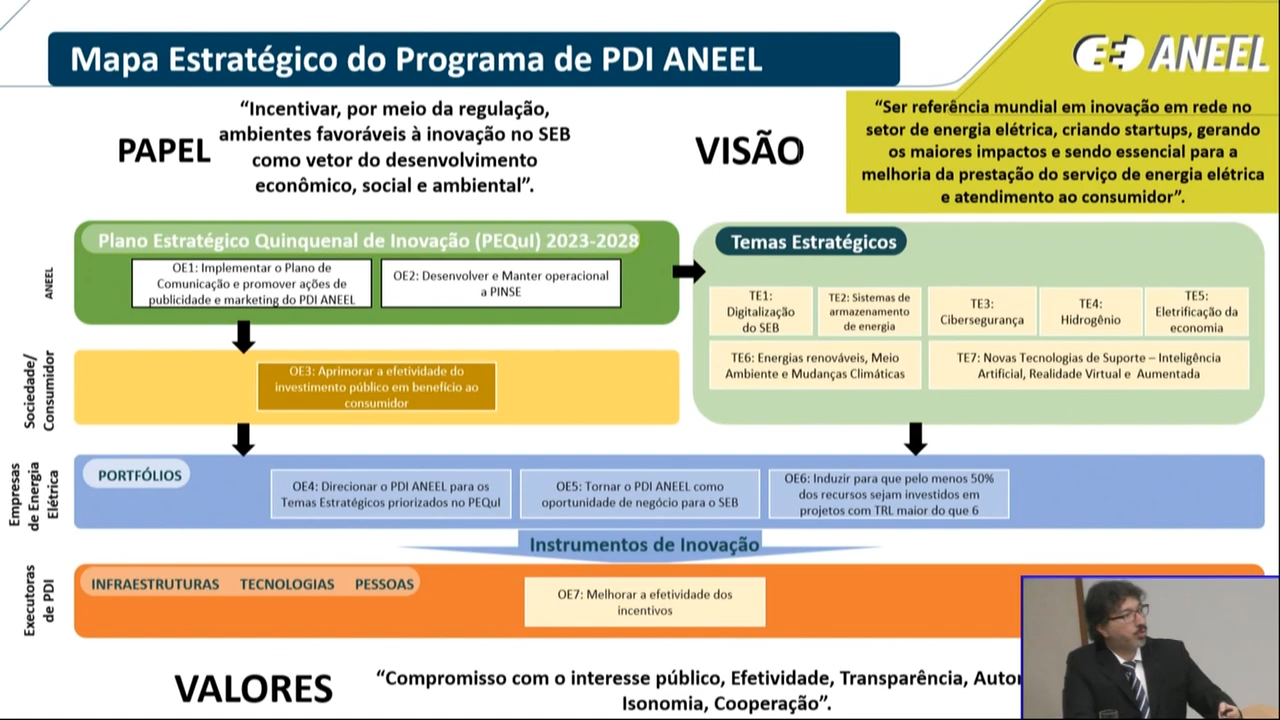 Mapa Estratégico do Programa de PDI ANEEL
ANEEL
PAPEL
“Incentivar, por meio da regulação,
ambientes favoráveis à inovação no SEB
como vetor do desenvolvimento
econômico, social e ambiental”.
VISÃO
“Ser referência mundial em inovação em rede no
setor de energia elétrica, criando startups, gerando
os maiores impactos e sendo essencial para a
melhoria da prestação do serviço de energia elétrica
e atendimento ao consumidor”.
ANEEL
Plano Estratégico Quinquenal de Inovação (PEQuI) 2023-2028
OE1: Implementar o Plano de
Comunicação e promover ações de
publicidade e marketing do PDI ANEEL
OE2: Desenvolver e Manter operacional
a PINSE
Temas Estratégicos
TE1:
Digitalização
do SEB
TE2: Sistemas de
armazenamento
de energia
TE3:
Cibersegurança
TE4:
Hidrogênio
TE5:
Eletrificação da
economia
TE6: Energias renováveis, Meio
Ambiente e Mudanças Climáticas
TE7: Novas Tecnologias de Suporte – Inteligência
Artificial, Realidade Virtual e Aumentada
Sociedade/
Consumidor
OE3: Aprimorar a efetividade do
investimento público em benefício ao
consumidor
Empresas
de Energia
Elétrica
PORTFÓLIOS
OE4: Direcionar o PDI ANEEL para os
Temas Estratégicos priorizados no PEQuI
OE5: Tornar o PDI ANEEL como
oportunidade de negócio para o SEB
OE6: Induzir para que pelo menos 50%
dos recursos sejam investidos em
projetos com TRL maior do que 6
Instrumentos de Inovação
Executoras
de PDI
INFRAESTRUTURAS TECNOLOGIAS PESSOAS
OE7: Melhorar a efetividade dos
incentivos
VALORES
“Compromisso com o interesse público, Efetividade, Transparência,
Isonomia, Cooperação”.